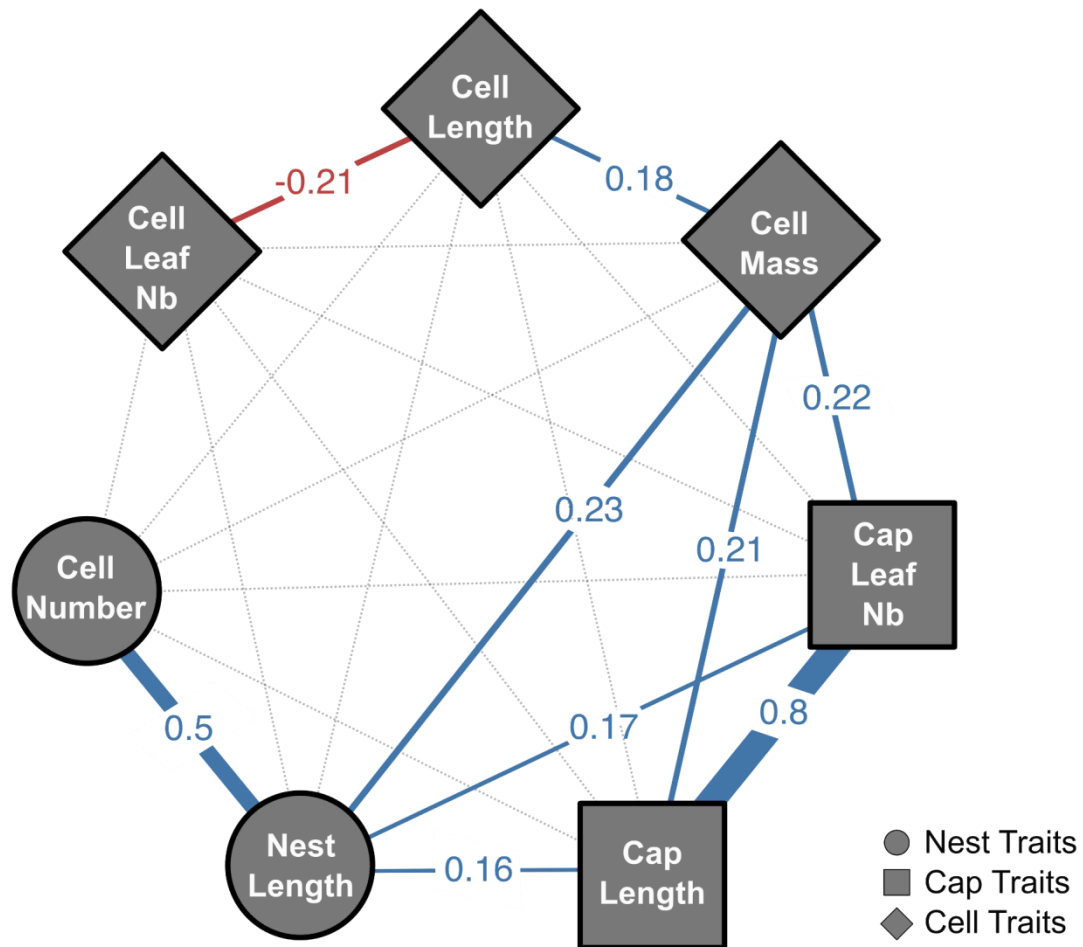 Cell
Length
-0.21
0.18
Cell
Leaf
Nb
Cell
Mass
0.22
0.23
0.21
Cap
Leaf
Nb
Cell
Number
0.5
0.17
0.8
Nest
Length
0.16
Cap
Length
Nest Traits
Cap Traits
Cell Traits